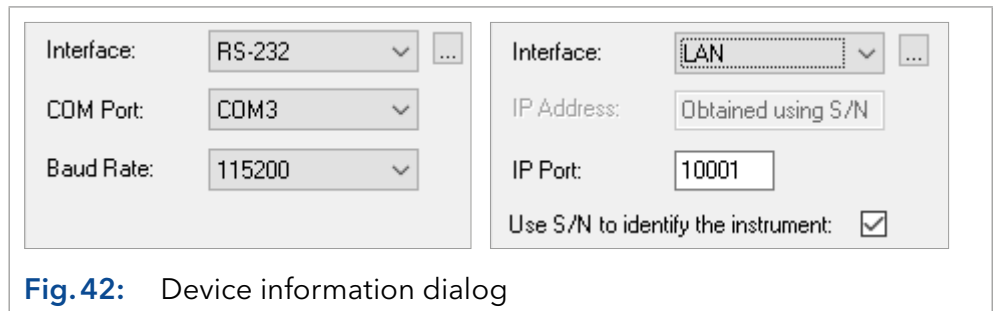 Interface: RS-232 ...
COM Port: COM3
Baud Rate: 115200
Interface: LAN ...
IP Address: Obtained using S/N
IP Port: 10001
Use S/N to identify the instrument:
Fig. 42: Device information dialog